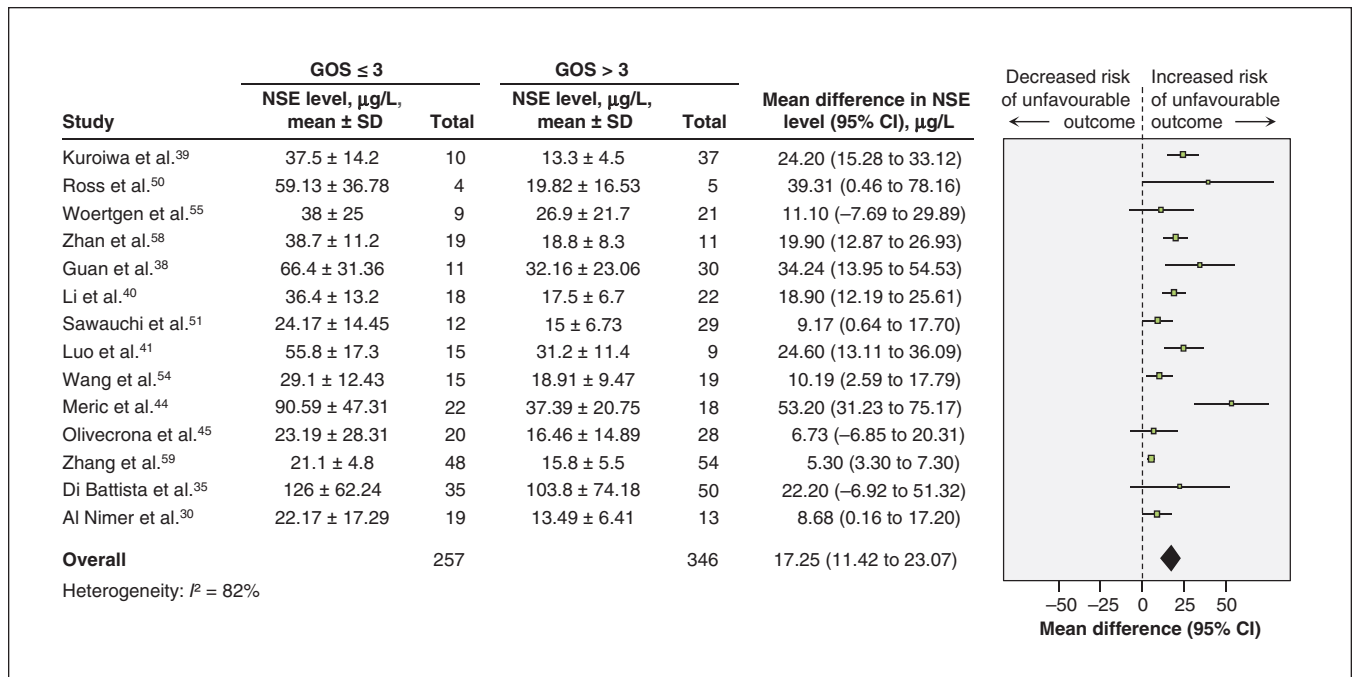 GOS ≤ 3 GOS > 3
Study NSE level, μg/L, mean ± SD Total NSE level, μg/L, mean ± SD Total Mean difference in NSE level (95% CI), μg/L
Decreased risk of unfavourable outcome ← Increased risk of unfavourable outcome →
Kuroiwa et al.³⁹ 37.5 ± 14.2 10 13.3 ± 4.5 37 24.20 (15.28 to 33.12)
Ross et al.⁵⁰ 59.13 ± 36.78 4 19.82 ± 16.53 5 39.31 (0.46 to 78.16)
Woertgen et al.⁵⁵ 38 ± 25 9 26.9 ± 21.7 21 11.10 (–7.69 to 29.89)
Zhan et al.⁵⁸ 38.7 ± 11.2 19 18.8 ± 8.3 11 19.90 (12.87 to 26.93)
Guan et al.³⁸ 66.4 ± 31.36 11 32.16 ± 23.06 30 34.24 (13.95 to 54.53)
Li et al.⁴⁰ 36.4 ± 13.2 18 17.5 ± 6.7 22 18.90 (12.19 to 25.61)
Sawauchi et al.⁵¹ 24.17 ± 14.45 12 15 ± 6.73 29 9.17 (0.64 to 17.70)
Luo et al.⁴¹ 55.8 ± 17.3 15 31.2 ± 11.4 9 24.60 (13.11 to 36.09)
Wang et al.⁵⁴ 29.1 ± 12.43 15 18.91 ± 9.47 19 10.19 (2.59 to 17.79)
Meric et al.⁴⁴ 90.59 ± 47.31 22 37.39 ± 20.75 18 53.20 (31.23 to 75.17)
Olivecrona et al.⁴⁵ 23.19 ± 28.31 20 16.46 ± 14.89 28 6.73 (–6.85 to 20.31)
Zhang et al.⁵⁹ 21.1 ± 4.8 48 15.8 ± 5.5 54 5.30 (3.30 to 7.30)
Di Battista et al.³⁵ 126 ± 62.24 35 103.8 ± 74.18 50 22.20 (–6.92 to 51.32)
Al Nimer et al.³⁰ 22.17 ± 17.29 19 13.49 ± 6.41 13 8.68 (0.16 to 17.20)
Overall 257 346 17.25 (11.42 to 23.07)
Heterogeneity: I² = 82%
–50 –25 0 25 50
Mean difference (95% CI)